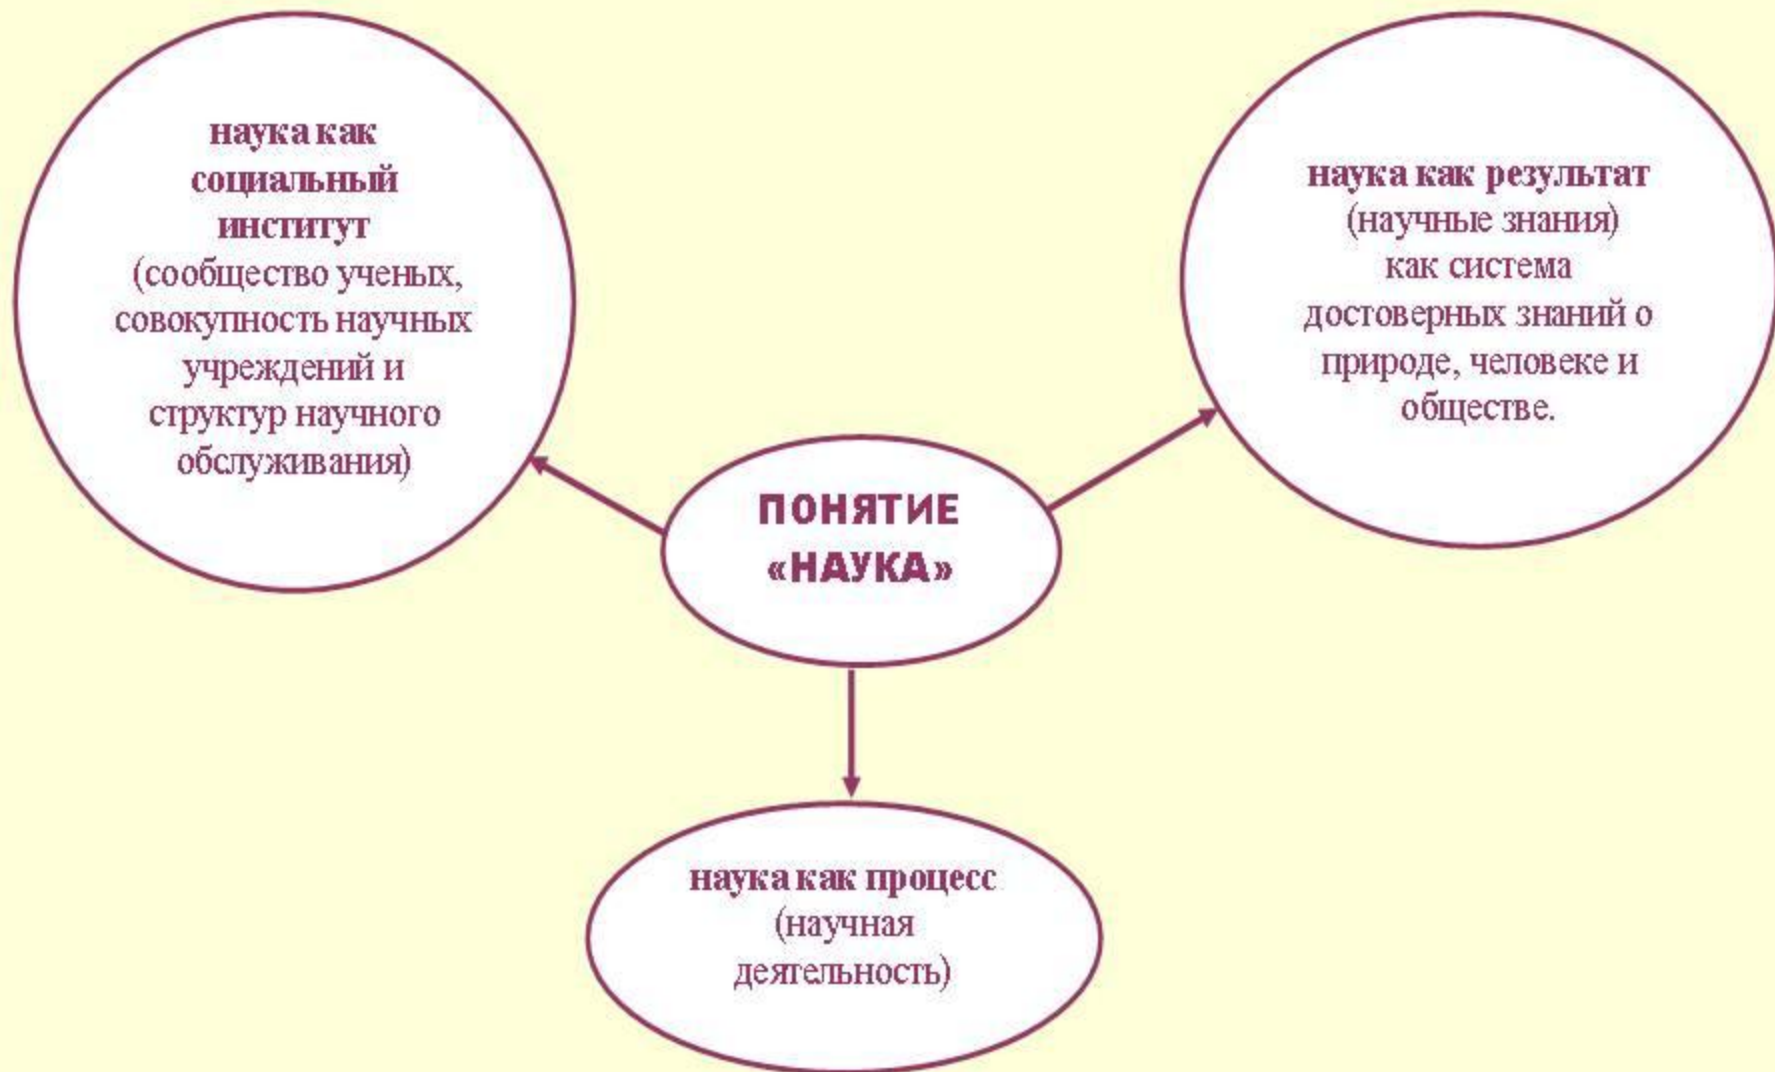 наука как
социальный
институт
(сообщество ученых,
совокупность научных
учреждений и
структур научного
обслуживания)
наука как результат
(научные знания)
как система
достоверных знаний о
природе, человеке и
обществе.
ПОНЯТИЕ
«НАУКА»
наука как процесс
(научная
деятельность)